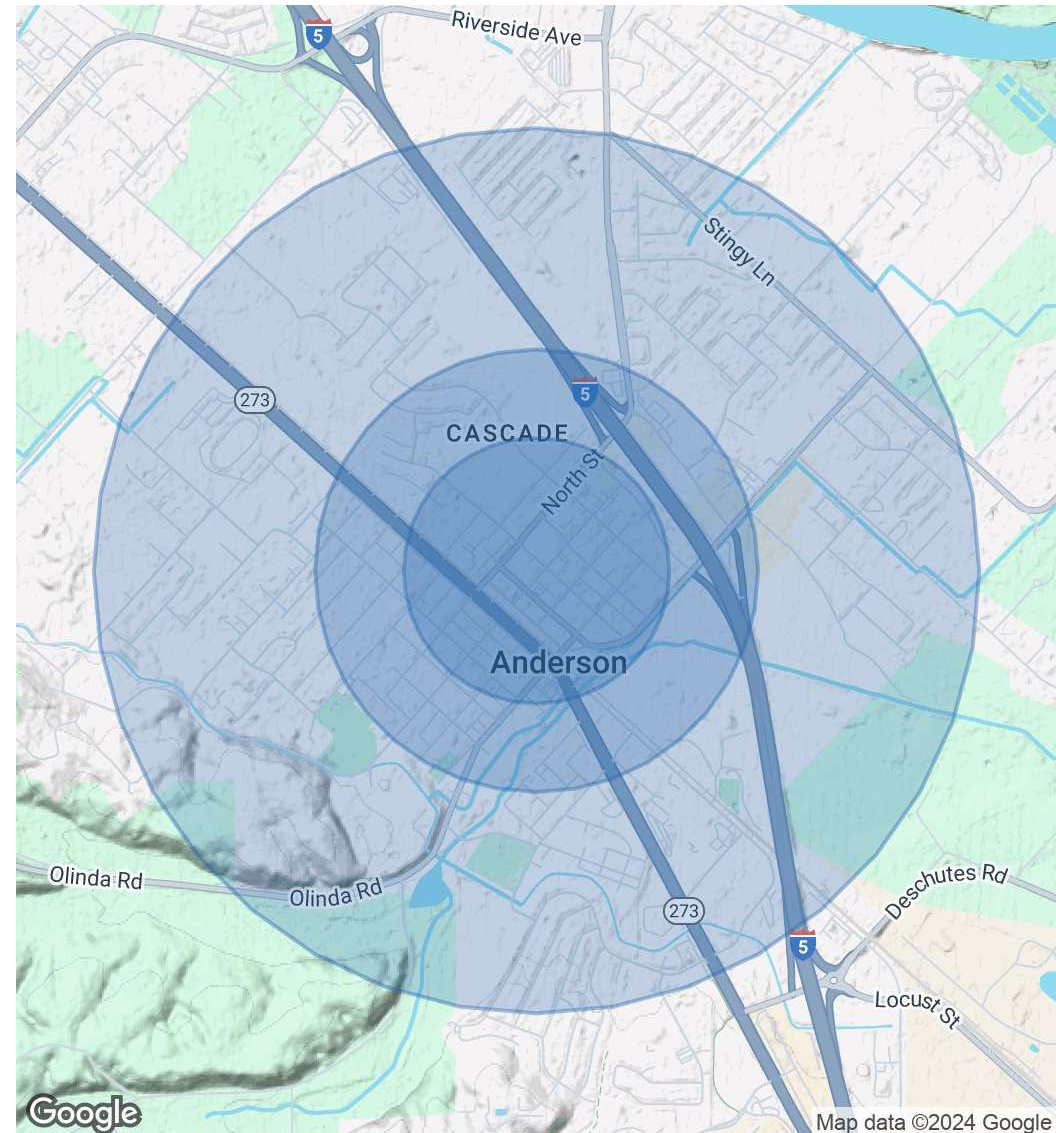 Riverside Ave
5
Stingy Ln
5
273
CASCADE
North St
Anderson
Olinda Rd
Olinda Rd
Deschutes Rd
273
5
Locust St
Google
Map data ©2024 Google